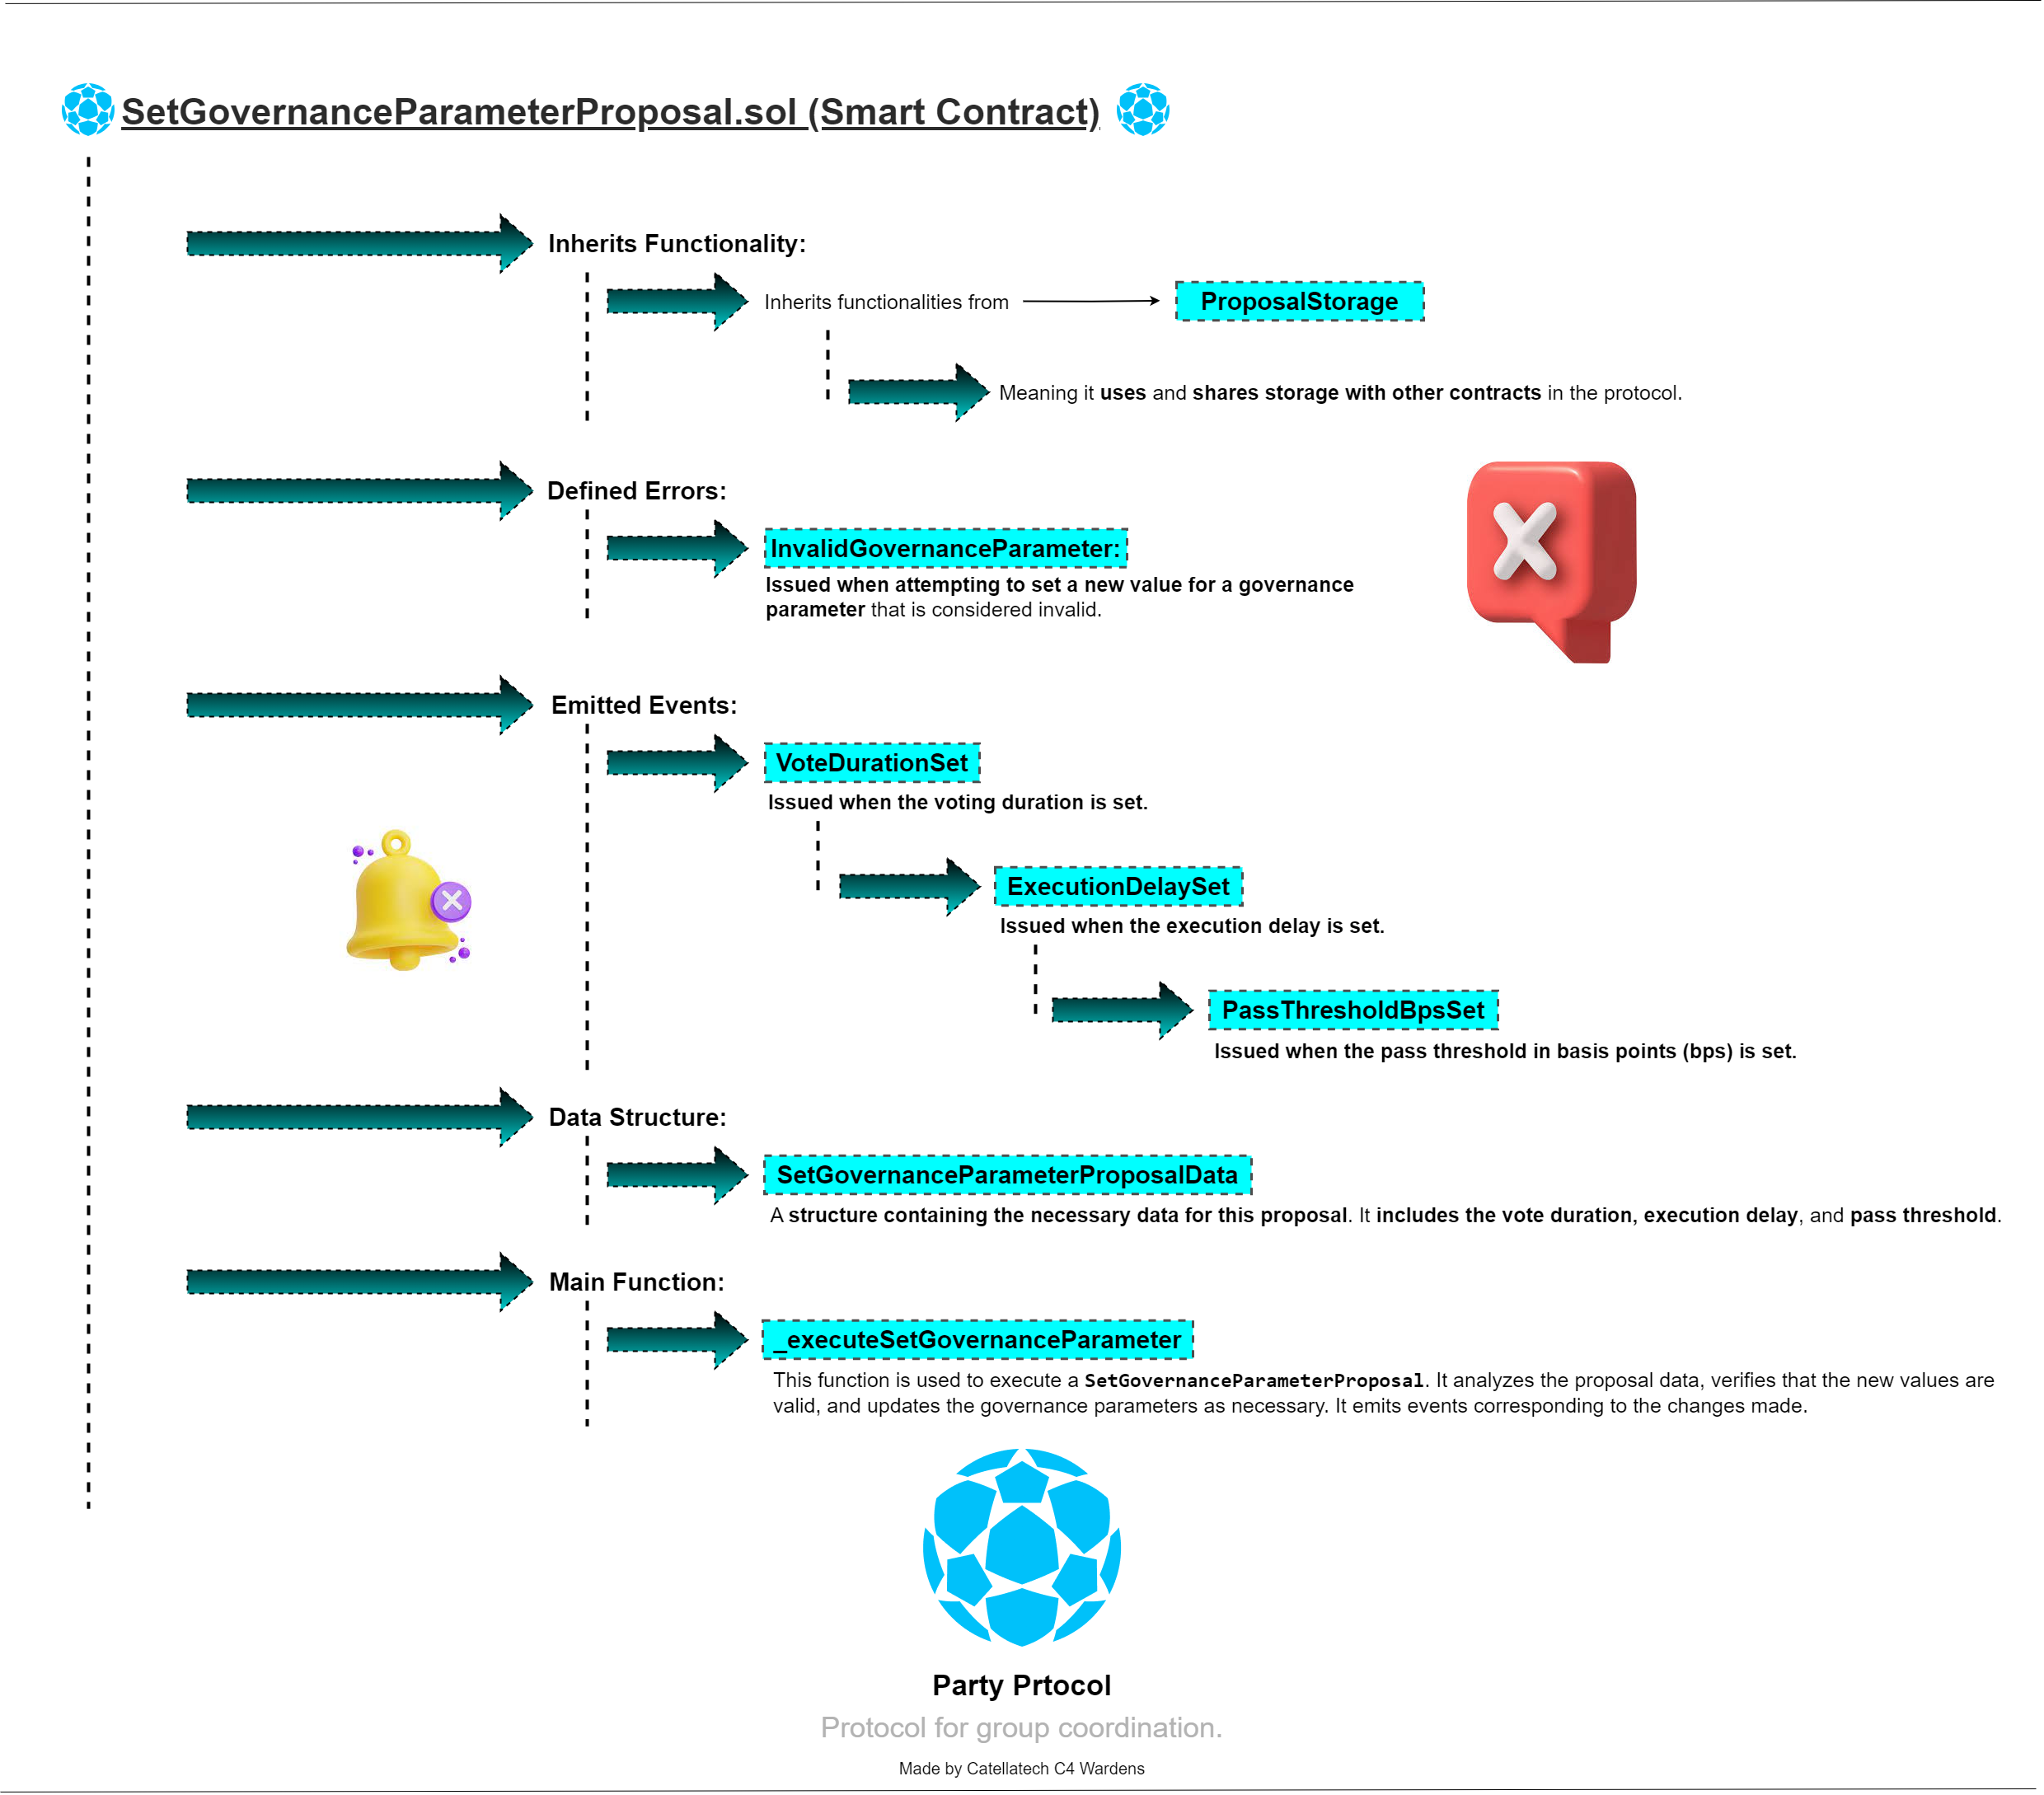 SetGovernanceParameterProposal.sol (Smart Contract)
Inherits Functionality:
Inherits functionalities from
ProposalStorage
Meaning it uses and shares storage with other contracts in the protocol.
Defined Errors:
InvalidGovernanceParameter:
Issued when attempting to set a new value for a governance
parameter that is considered invalid.
Emitted Events:
VoteDurationSet
Issued when the voting duration is set.
ExecutionDelaySet
Issued when the execution delay is set.
PassThresholdBpsSet
Issued when the pass threshold in basis points (bps) is set.
Data Structure:
SetGovernanceParameterProposalData
A structure containing the necessary data for this proposal. It includes the vote duration, execution delay, and pass threshold.
Main Function:
_executeSetGovernanceParameter
This function is used to execute a SetGovernanceParameterProposal. It analyzes the proposal data, verifies that the new values are
valid, and updates the governance parameters as necessary. It emits events corresponding to the changes made.
Party Prtocol
Protocol for group coordination.
Made by Catellatech C4 Wardens